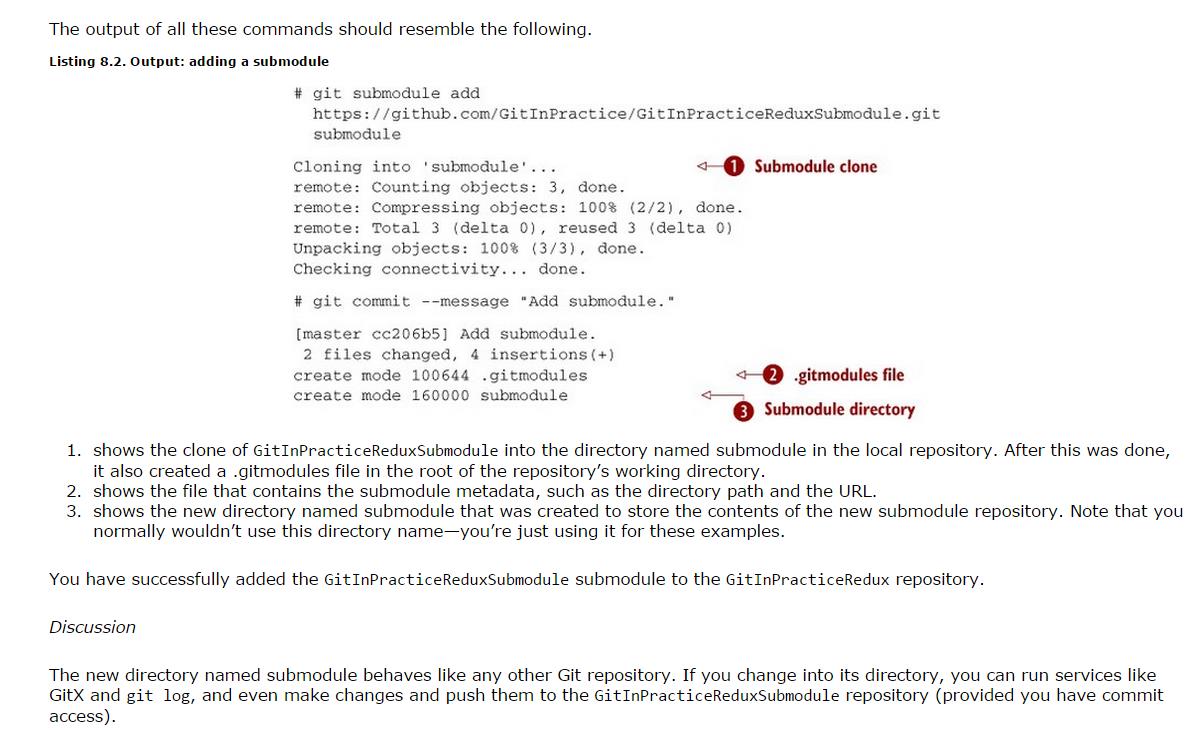 The output of all these commands should resemble the following.
Listing 8.2. Output: adding a submodule
# git submodule add
https://github.com/GitInPractice/GitInPracticeReduxSubmodule.git
submodule
Cloning into 'submodule'... 1 Submodule clone
remote: Counting objects: 3, done.
remote: Compressing objects: 100% (2/2), done.
remote: Total 3 (delta 0), reused 3 (delta 0)
Unpacking objects: 100% (3/3), done.
Checking connectivity... done.
# git commit --message "Add submodule."
[master cc206b5] Add submodule.
2 files changed, 4 insertions(+)
create mode 100644 .gitmodules 2 .gitmodules file
create mode 160000 submodule
3 Submodule directory
1. shows the clone of GitInPracticeReduxSubmodule into the directory named submodule in the local repository. After this was done,
it also created a .gitmodules file in the root of the repository’s working directory.
2. shows the file that contains the submodule metadata, such as the directory path and the URL.
3. shows the new directory named submodule that was created to store the contents of the new submodule repository. Note that you
normally wouldn’t use this directory name—you’re just using it for these examples.
You have successfully added the GitInPracticeReduxSubmodule submodule to the GitInPracticeRedux repository.
Discussion
The new directory named submodule behaves like any other Git repository. If you change into its directory, you can run services like
GitX and git log, and even make changes and push them to the GitInPracticeReduxSubmodule repository (provided you have commit
access).